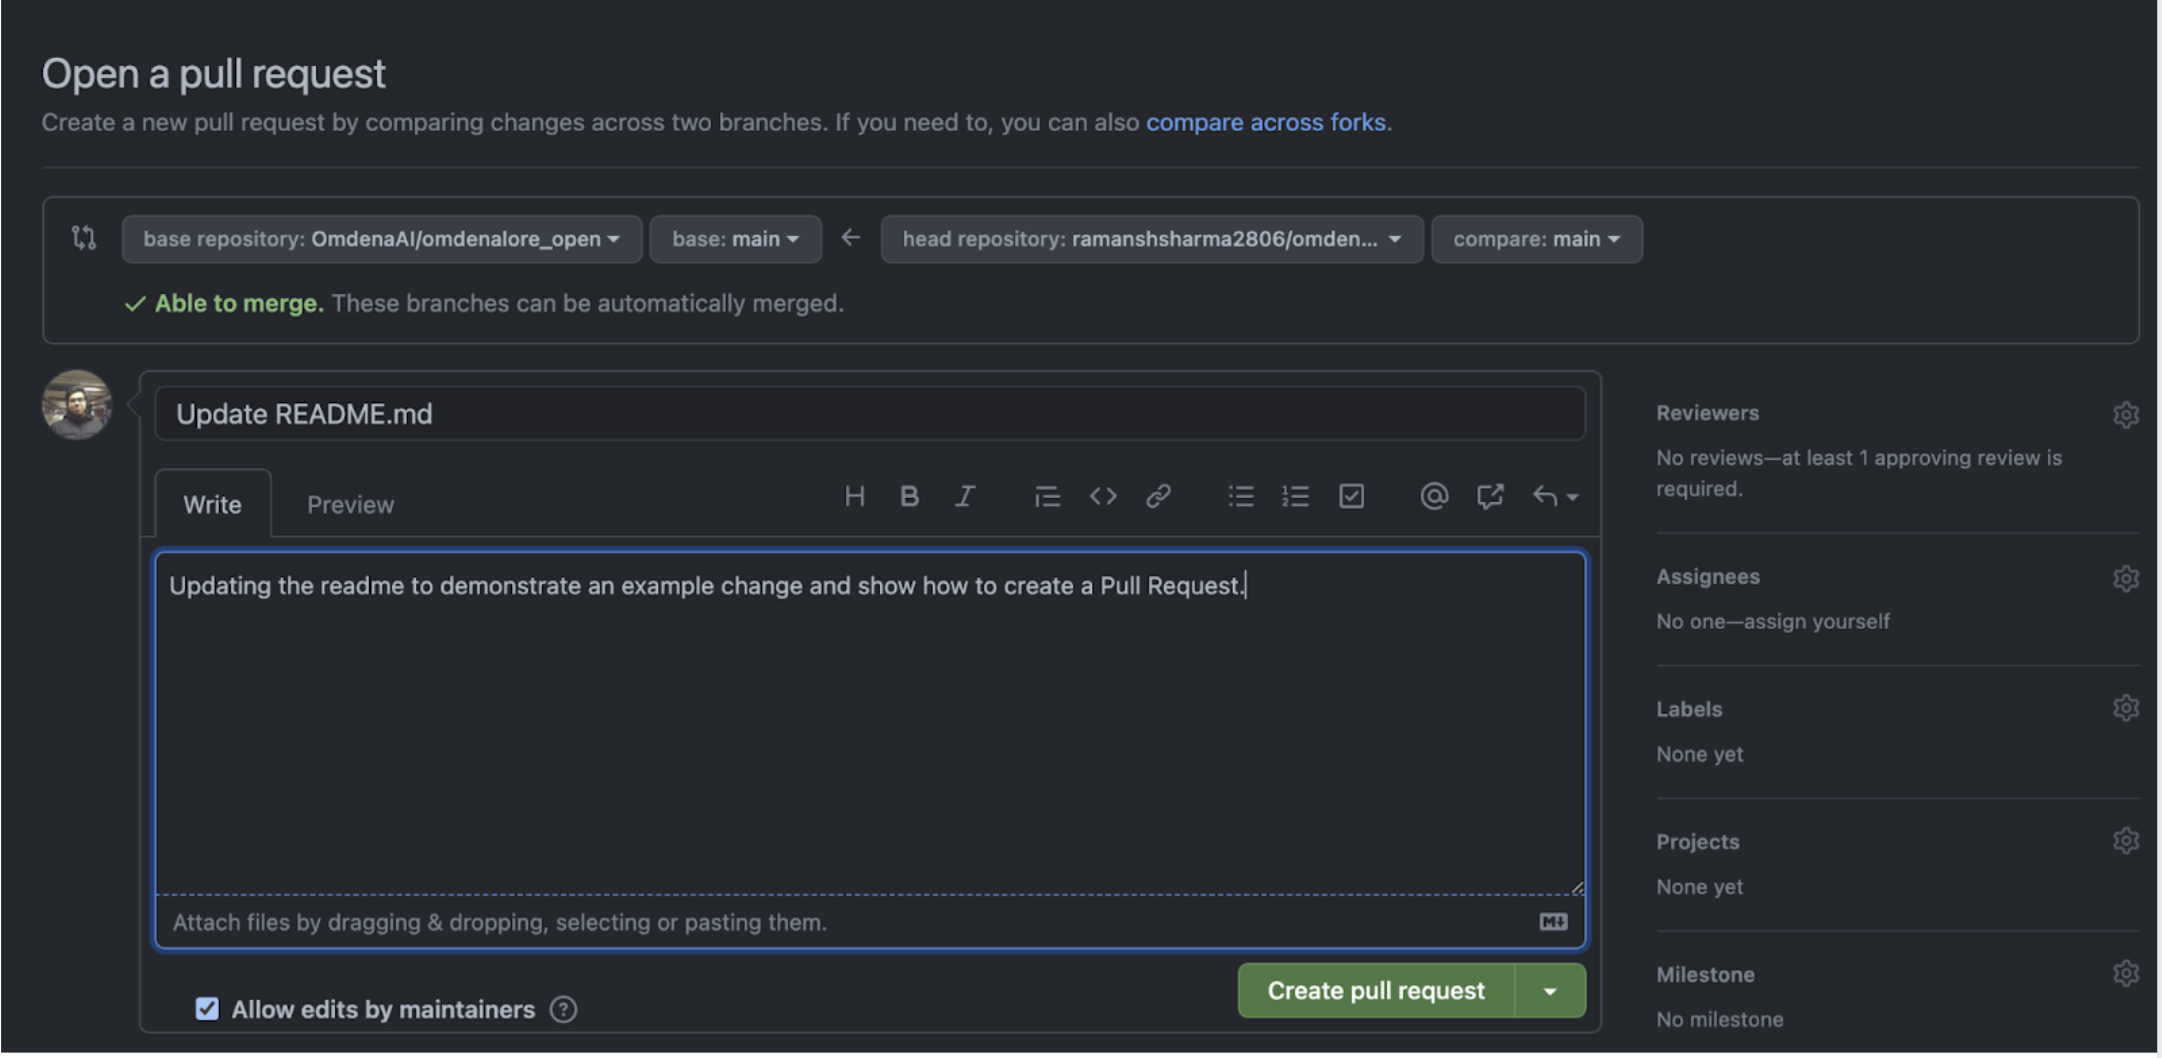 Open a pull request
Create a new pull request by comparing changes across two branches. If you need to, you can also compare across forks.
base repository: OmdenaAI/omdenalore_open base: main head repository: ramanshsharma2806/omden... compare: main
Able to merge. These branches can be automatically merged.
Update README.md
Write Preview
Updating the readme to demonstrate an example change and show how to create a Pull Request.
Attach files by dragging & dropping, selecting or pasting them.
Allow edits by maintainers
Create pull request
Reviewers
No reviews—at least 1 approving review is
required.
Assignees
No one—assign yourself
Labels
None yet
Projects
None yet
Milestone
No milestone